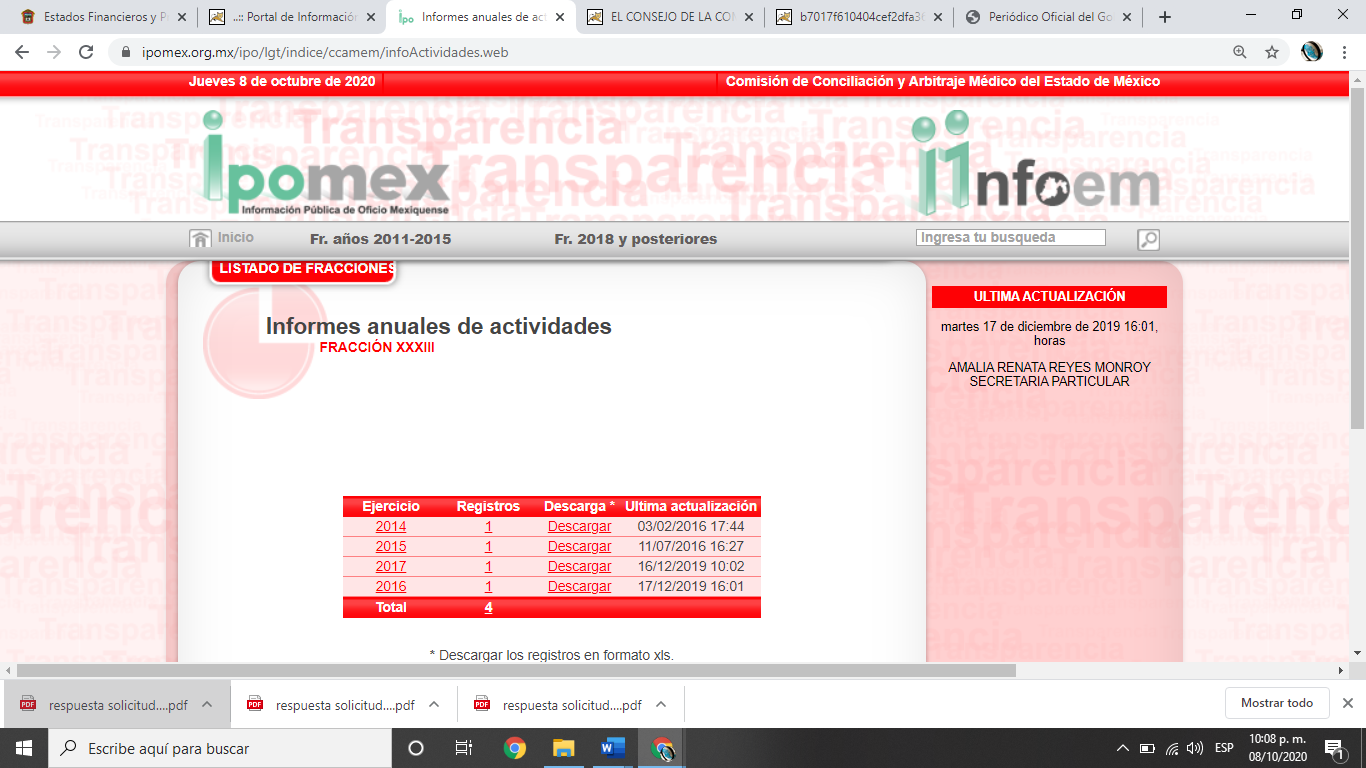 Estados Financieros y P
..:: Portal de Informació
Informes anuales de act
EL CONSEJO DE LA COM
b7017f610404cef2dfa36
Periódico Oficial del Go
ipomex.org.mx/ipo/lgt/indice/ccamem/infoActividades.web
Jueves 8 de octubre de 2020
Comisión de Conciliación y Arbitraje Médico del Estado de México
ipomex
Información Pública de Oficio Mexiquense
infoem
Transparencia
Inicio
Fr. años 2011-2015
Fr. 2018 y posteriores
Ingresa tu busqueda
LISTADO DE FRACCIONES
Informes anuales de actividades
FRACCIÓN XXXIII
ULTIMA ACTUALIZACIÓN
martes 17 de diciembre de 2019 16:01,
horas
AMALIA RENATA REYES MONROY
SECRETARIA PARTICULAR
Ejercicio Registros Descarga * Ultima actualización
2014 1 Descargar 03/02/2016 17:44
2015 1 Descargar 11/07/2016 16:27
2017 1 Descargar 16/12/2019 10:02
2016 1 Descargar 17/12/2019 16:01
Total 4
* Descargar los registros en formato xls.
respuesta solicitud....pdf
respuesta solicitud....pdf
respuesta solicitud....pdf
Mostrar todo
Escribe aquí para buscar
ESP
10:08 p. m.
08/10/2020
1